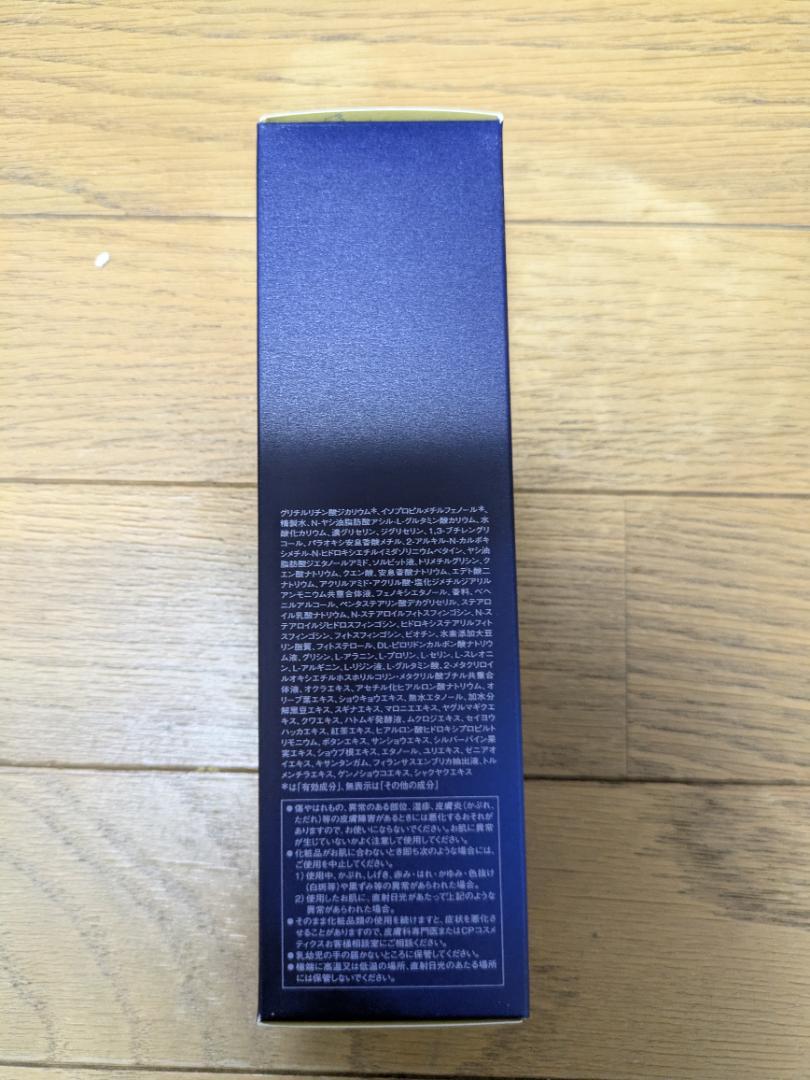 グリチルリチン酸ジカリウム*、イソプロピルメチルフェノール*、
精製水、N-ヤシ油脂肪酸アシル-L-グルタミン酸カリウム、水
酸化カリウム、濃グリセリン、ジグリセリン、1,3-ブチレングリ
コール、パラオキシ安息香酸メチル、2-アルキル-N-カルボキ
シメチル-N-ヒドロキシエチルイミダゾリニウムベタイン、ヤシ油
脂肪酸ジエタノールアミド、ソルビット液、トリメチルグリシン、ク
エン酸ナトリウム、クエン酸、安息香酸ナトリウム、エデト酸二
ナトリウム、アクリルアミド・アクリル酸・塩化ジメチルジアリル
アンモニウム共重合体液、フェノキシエタノール、香料、ベヘ
ニルアルコール、ペンタステアリン酸デカグリセリル、ステアロ
イル乳酸ナトリウム、N-ステアロイルフィトスフィンゴシン、N-ス
テアロイルジヒドロスフィンゴシン、ヒドロキシステアリルフィト
スフィンゴシン、フィトスフィンゴシン、ビオチン、水素添加大豆
リン脂質、フィトステロール、DL-ピロリドンカルボン酸ナトリウ
ム液、グリシン、L-アラニン、L-プロリン、L-セリン、L-スレオニ
ン、L-アルギニン、L-リジン液、L-グルタミン酸、2-メタクリロイ
ルオキシエチルホスホリルコリン・メタクリル酸ブチル共重合
体液、オクラエキス、アセチル化ヒアルロン酸ナトリウム、オ
リーブ葉エキス、ショウキョウエキス、無水エタノール、加水分
解黒豆エキス、スギナエキス、マロニエエキス、ヤグルマギクエ
キス、クワエキス、ハトムギ発酵液、ムクロジエキス、セイヨウ
ハッカエキス、紅茶エキス、ヒアルロン酸ヒドロキシプロピルト
リモニウム、ボタンエキス、サンショウエキス、シルバーバイン果
実エキス、ショウブ根エキス、エタノール、ユリエキス、ゼニアオ
イエキス、キサンタンガム、フィランサスエンブリカ抽出液、トル
メンチラエキス、ゲンノショウコエキス、シャクヤクエキス
*は「有効成分」、無表示は「その他の成分」
●傷やはれもの、異常のある部位、湿疹、皮膚炎(かぶれ、
ただれ)等の皮膚障害があるときには悪化するおそれが
ありますので、お使いにならないでください。お肌に異常
が生じていないかよく注意して使用してください。
●化粧品がお肌に合わないとき即ち次のような場合には、
ご使用を中止してください。
1)使用中、かぶれ、しげき、赤み・はれ・かゆみ・色抜け
(白斑等)や黒ずみ等の異常があらわれた場合。
2)使用したお肌に、直射日光があたって上記のような
異常があらわれた場合。
●そのまま化粧品類の使用を続けますと、症状を悪化さ
せることがありますので、皮膚科専門医またはCPコスメ
ティクスお客様相談室にご相談ください。
●乳幼児の手の届かないところに保管してください。
●極端に高温又は低温の場所、直射日光のあたる場所
には保管しないでください。